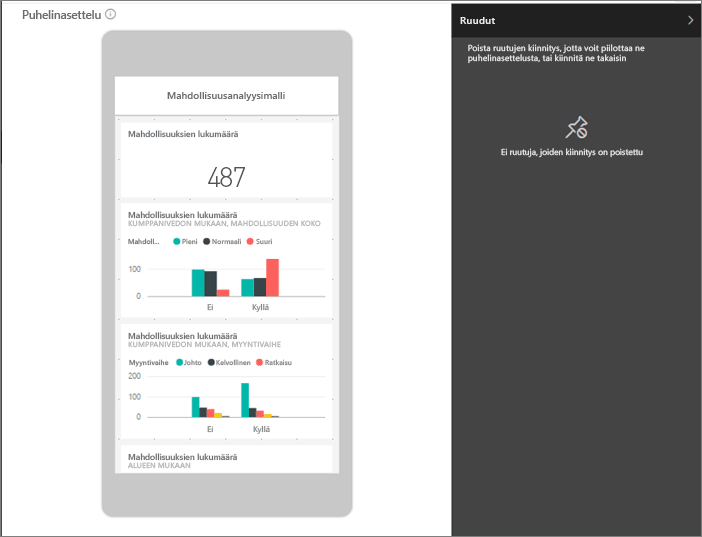 Puhelinasettelu
Ruudut
Poista ruutujen kiinnitys, jotta voit piilottaa ne
puhelinasettelusta, tai kiinnitä ne takaisin
Ei ruutuja, joiden kiinnitys on poistettu
Mahdollisuusanalyysimalli
Mahdollisuuksien lukumäärä
487
Mahdollisuuksien lukumäärä
KUMPPANIVEDON MUKAAN, MAHDOLLISUUDEN KOKO
Mahdoll... Pieni Normaali Suuri
100
0
Ei Kyllä
Mahdollisuuksien lukumäärä
KUMPPANIVEDON MUKAAN, MYYNTIVAIHE
Myyntivaihe Johto Kelvollinen Ratkaisu
200
100
0
Ei Kyllä
Mahdollisuuksien lukumäärä
ALUEEN MUKAAN